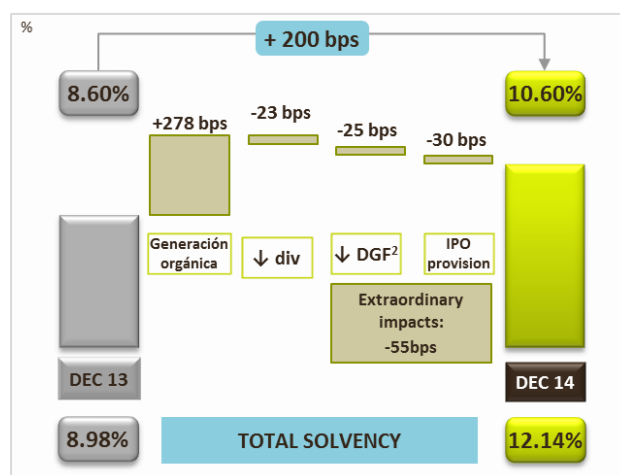 %
+ 200 bps
8.60%
10.60%
+278 bps
-23 bps
-25 bps
-30 bps
Generación
orgánica
↓ div
↓ DGF²
IPO
provision
Extraordinary
impacts:
-55bps
DEC 13
DEC 14
8.98%
TOTAL SOLVENCY
12.14%